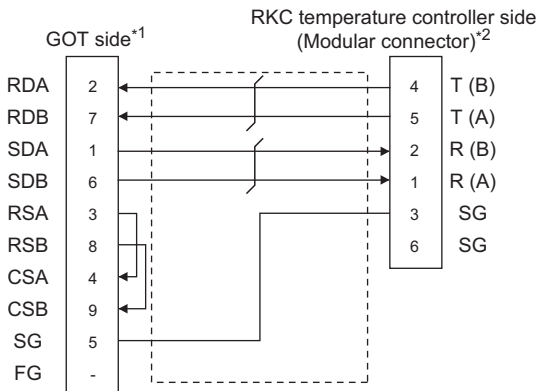 RKC temperature controller side
GOT side*1 (Modular connector)*2
RDA 2 4 T (B)
RDB 7 5 T (A)
SDA 1 2 R (B)
SDB 6 1 R (A)
RSA 3 3 SG
RSB 8 6 SG
CSA 4
CSB 9
SG 5
FG -